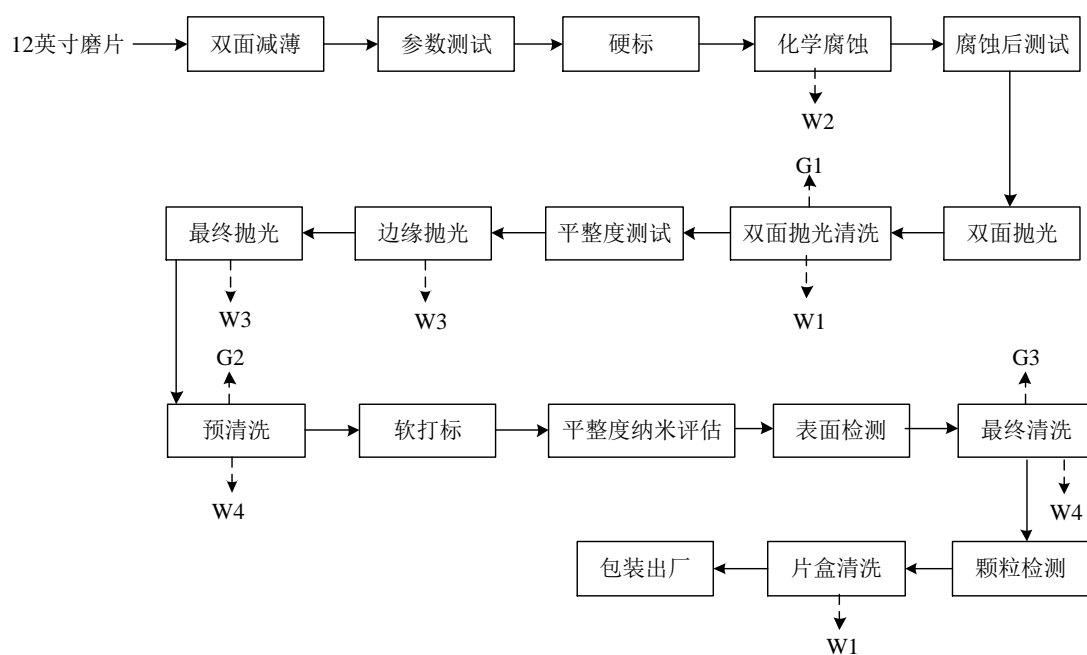 12英寸磨片
双面减薄
参数测试
硬标
化学腐蚀
腐蚀后测试
W2
G1
最终抛光
边缘抛光
平整度测试
双面抛光清洗
双面抛光
W3
W3
W1
G2
G3
预清洗
软打标
平整度纳米评估
表面检测
最终清洗
W4
W4
包装出厂
片盒清洗
颗粒检测
W1